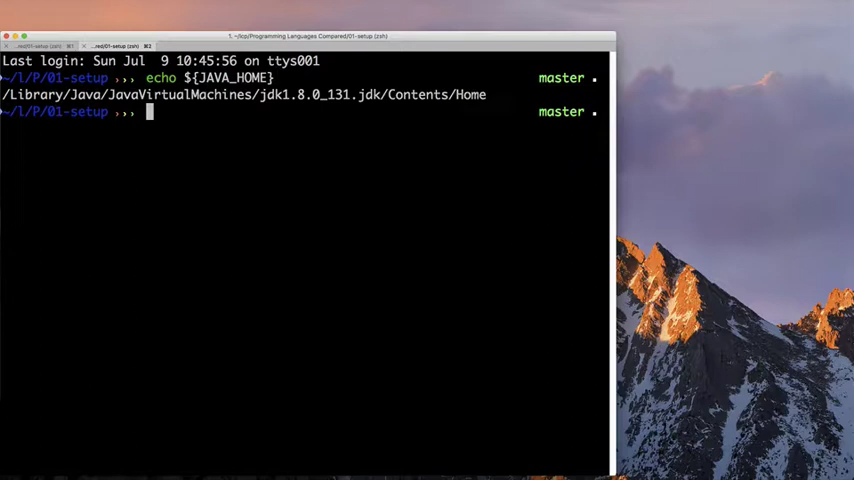 1. ~/lcp/Programming Languages Compared/01-setup (zsh)
...red/01-setup (zsh) ⌘1
...red/01-setup (zsh) ⌘2
Last login: Sun Jul  9 10:45:56 on ttys001
~/l/P/01-setup ››› echo ${JAVA_HOME} master
/Library/Java/JavaVirtualMachines/jdk1.8.0_131.jdk/Contents/Home
~/l/P/01-setup ››› master